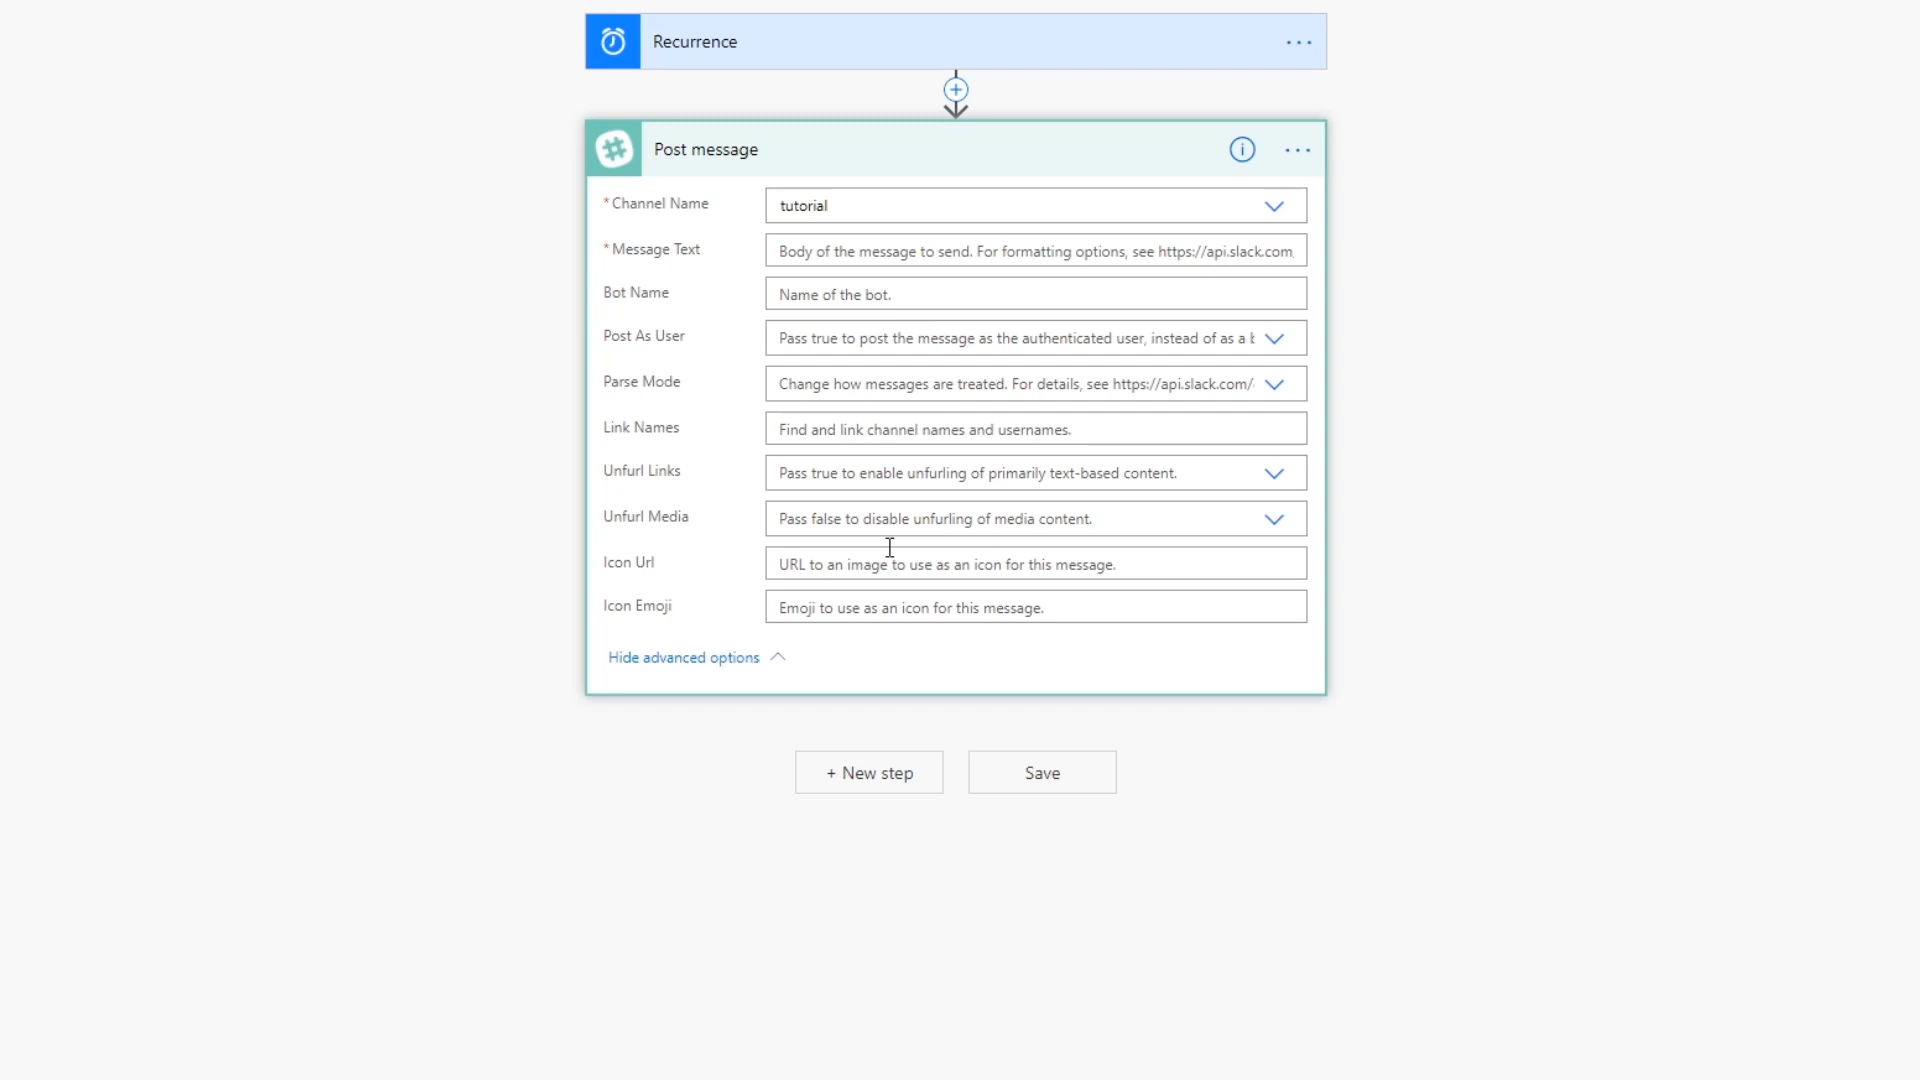 Recurrence
Post message
*Channel Name
tutorial
*Message Text
Body of the message to send. For formatting options, see https://api.slack.com
Bot Name
Name of the bot.
Post As User
Pass true to post the message as the authenticated user, instead of as a
Parse Mode
Change how messages are treated. For details, see https://api.slack.com/
Link Names
Find and link channel names and usernames.
Unfurl Links
Pass true to enable unfurling of primarily text-based content.
Unfurl Media
Pass false to disable unfurling of media content.
Icon Url
URL to an image to use as an icon for this message.
Icon Emoji
Emoji to use as an icon for this message.
Hide advanced options
+ New step
Save